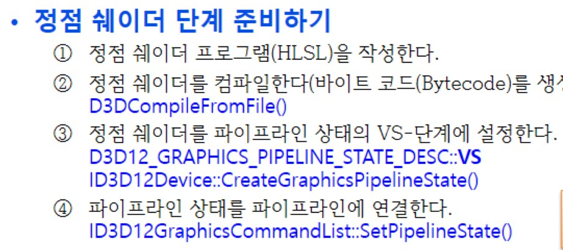 • 정점 쉐이더 단계 준비하기
① 정점 쉐이더 프로그램(HLSL)을 작성한다.
② 정점 쉐이더를 컴파일한다(바이트 코드(Bytecode)를
D3DCompileFromFile()
③ 정점 쉐이더를 파이프라인 상태의 VS-단계에 설정한다.
D3D12_GRAPHICS_PIPELINE_STATE_DESC::VS
ID3D12Device::CreateGraphicsPipelineState()
④ 파이프라인 상태를 파이프라인에 연결한다.
ID3D12GraphicsCommandList::SetPipelineState()